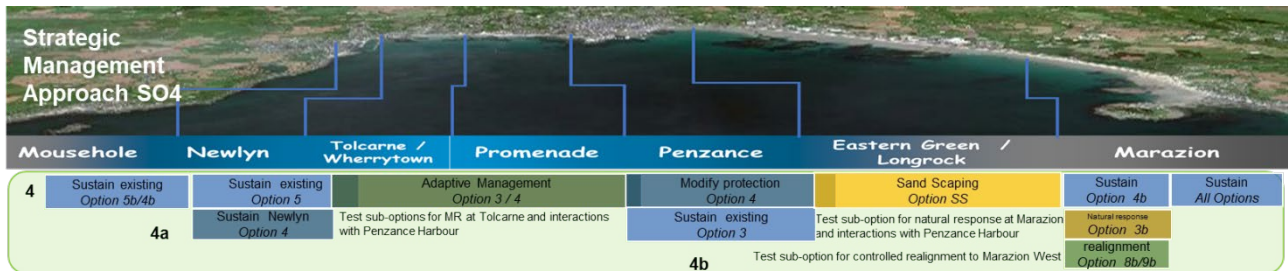 Strategic
Management
Approach SO4
Mousehole
Newlyn
Tolcarne /
Wherrytown
Promenade
Penzance
Eastern Green /
Longrock
Marazion
4
Sustain existing
Option 5b/4b
Sustain existing
Option 5
Adaptive Management
Option 3 / 4
Modify protection
Option 4
Sand Scaping
Option SS
Sustain
Option 4b
Sustain
All Options
4a
Sustain Newlyn
Option 4
Test sub-options for MR at Tolcarne and interactions
with Penzance Harbour
Sustain existing
Option 3
Test sub-option for natural response at Marazion
and interactions with Penzance Harbour
Natural response
Option 3b
4b
Test sub-option for controlled realignment to Marazion West
realignment
Option 8b/9b